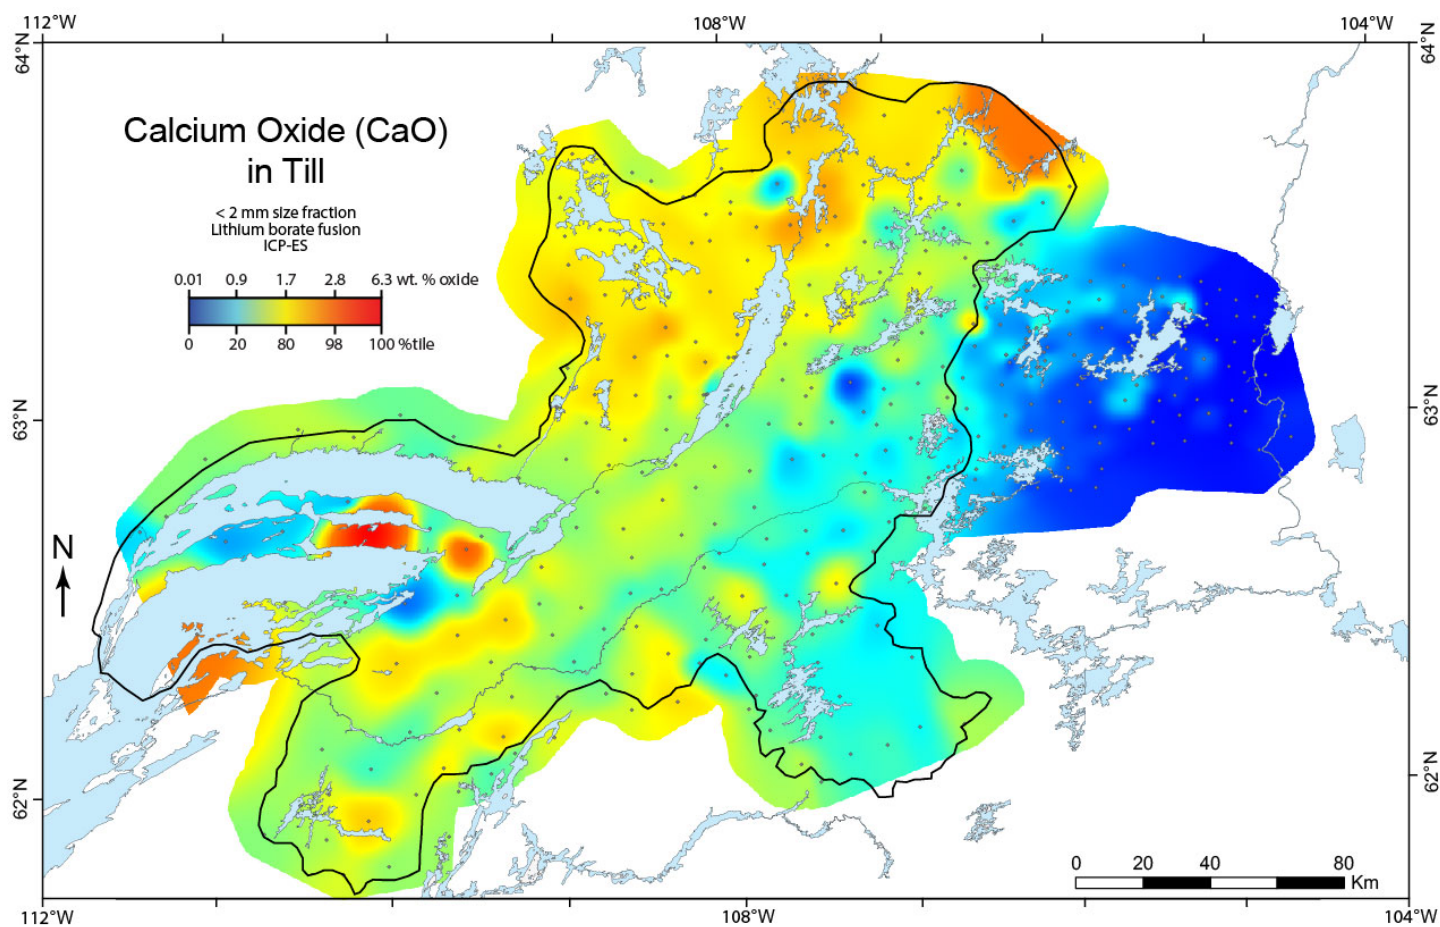 112°W 108°W 104°W
64°N 64°N
Calcium Oxide (CaO)
in Till
< 2 mm size fraction
Lithium borate fusion
ICP-ES
0.01 0.9 1.7 2.8 6.3 wt. % oxide
0 20 80 98 100 %tile
63°N 63°N
N
62°N 62°N
0 20 40 80
Km
112°W 108°W 104°W